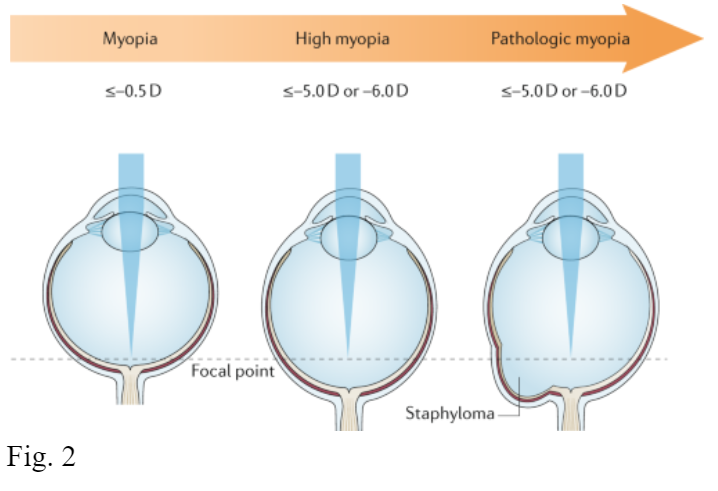 Myopia High myopia Pathologic myopia
≤–0.5 D ≤–5.0 D or –6.0 D ≤–5.0 D or –6.0 D
Focal point
Staphyloma
Fig. 2